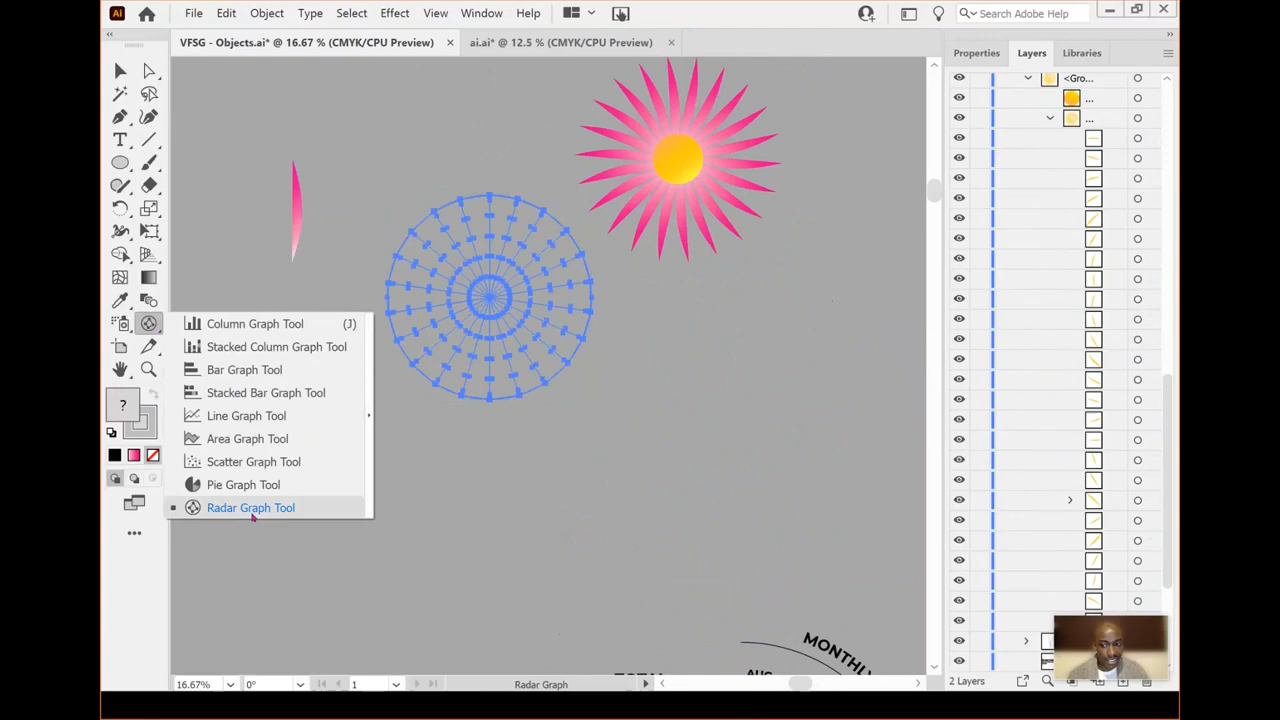 Ai File Edit Object Type Select Effect View Window Help Search Adobe Help
VFSG - Objects.ai* @ 16.67 % (CMYK/CPU Preview) × ai.ai* @ 12.5 % (CMYK/CPU Preview) ×
Properties Layers Libraries
<Gro...
...
...
Column Graph Tool (J)
Stacked Column Graph Tool
Bar Graph Tool
Stacked Bar Graph Tool
Line Graph Tool
Area Graph Tool
Scatter Graph Tool
Pie Graph Tool
Radar Graph Tool
?
MONTHL
AUG
TOTAL
16.67% 0° 1 Radar Graph 2 Layers